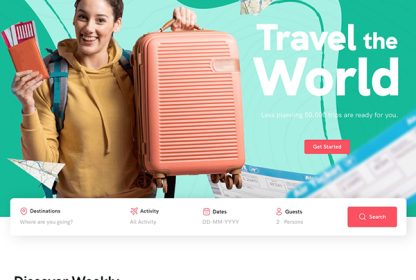 Travel the
World
Less planning 50,000 trips are ready for you.
Get Started
Destinations
Where are you going?
Activity
All Activity
Dates
DD-MM-YYYY
Guests
2 Persons
Search
Discover Weekly